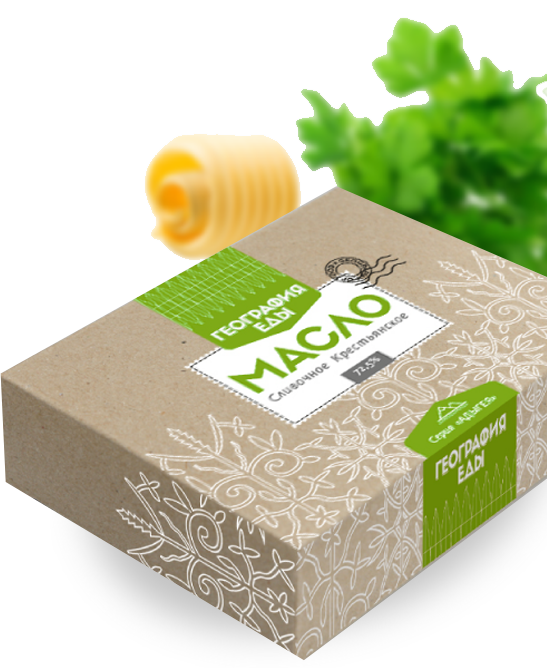 ГЕОГРАФИЯ
ЕДЫ
МАСЛО
Сливочное Крестьянское
72,5%
Серия «АДЫГЕЯ»
ГЕОГРАФИЯ
ЕДЫ